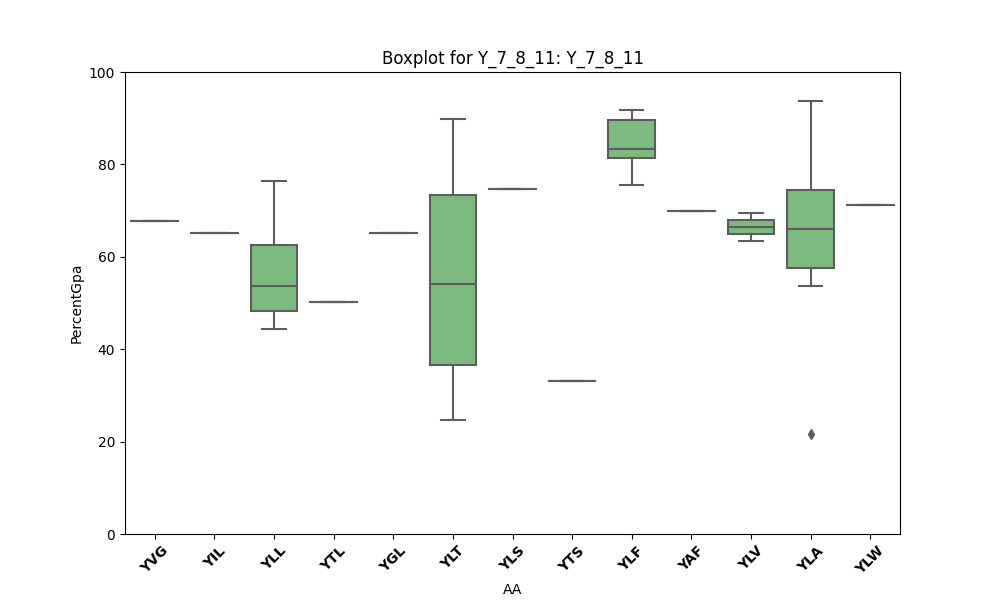 Boxplot for Y_7_8_11: Y_7_8_11
100
80
60
40
20
0
PercentGpa
YVG
YIL
YLL
YTL
YGL
YLT
YLS
YTS
YLF
YAF
YLV
YLA
YLW
AA